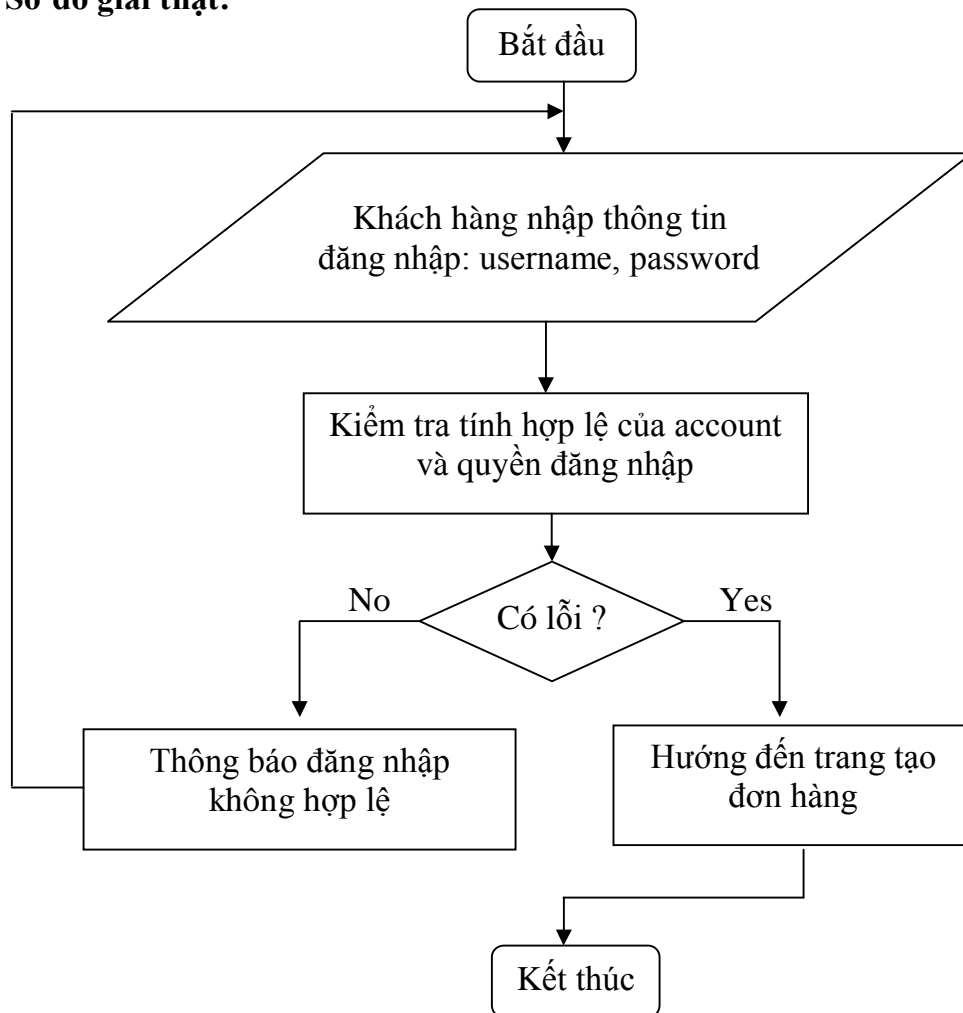 Sơ đồ giải thật:
Bắt đầu
Khách hàng nhập thông tin
đăng nhập: username, password
Kiểm tra tính hợp lệ của account
và quyền đăng nhập
No
Có lỗi ?
Yes
Thông báo đăng nhập
không hợp lệ
Hướng đến trang tạo
đơn hàng
Kết thúc